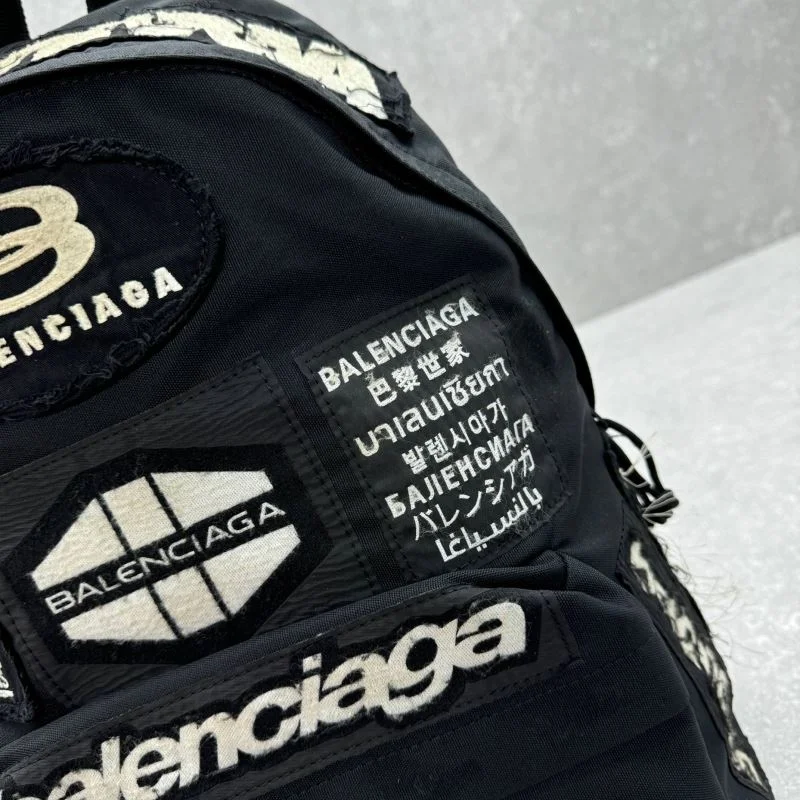 ENCIAGA
BALENCIAGA
巴黎世家
บาเลนเซียกา
발렌시아가
БАЛЕНСИАГА
バレンシアガ
بالنسياغا
BALENCIAGA
balenciaga